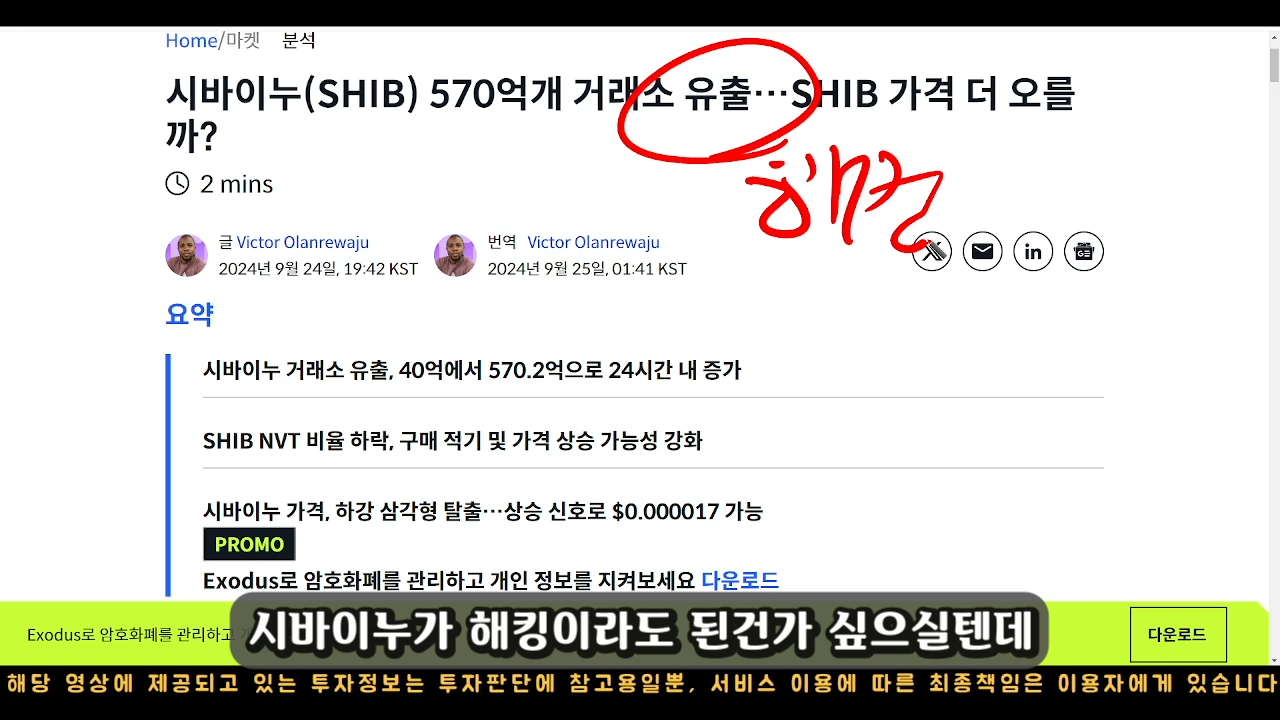 Home/마켓 분석
시바이누(SHIB) 570억개 거래소 유출…SHIB 가격 더 오를
까?
해킹
2 mins
글 Victor Olanrewaju 번역 Victor Olanrewaju
2024년 9월 24일, 19:42 KST 2024년 9월 25일, 01:41 KST
in
GE
요약
시바이누 거래소 유출, 40억에서 570.2억으로 24시간 내 증가
SHIB NVT 비율 하락, 구매 적기 및 가격 상승 가능성 강화
시바이누 가격, 하강 삼각형 탈출…상승 신호로 $0.000017 가능
PROMO
Exodus로 암호화폐를 관리하고 개인 정보를 지켜보세요 다운로드
Exodus로 암호화폐를 관리하고
다운로드
시바이누가 해킹이라도 된건가 싶으실텐데
해당 영상에 제공되고 있는 투자정보는 투자판단에 참고용일뿐, 서비스 이용에 따른 최종책임은 이용자에게 있습니다